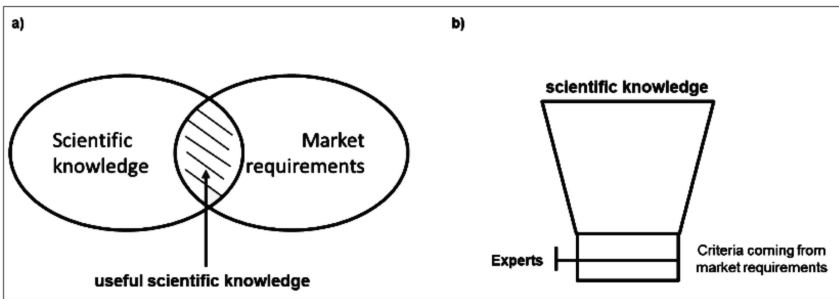 a)
Scientific
knowledge
Market
requirements
useful scientific knowledge
b)
scientific knowledge
Experts
Criteria coming from
market requirements